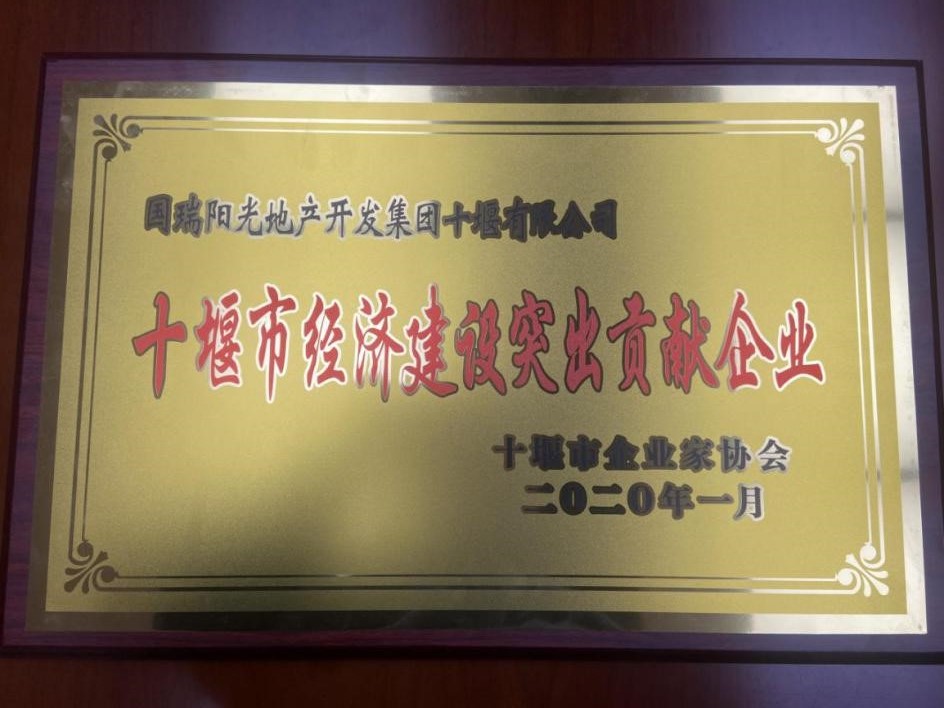 国瑞阳光地产开发集团十堰有限公司
十堰市经济建设突出贡献企业
十堰市企业家协会
二〇二〇年一月